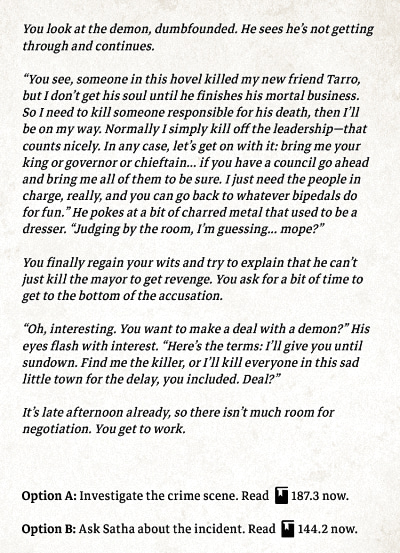 You look at the demon, dumbfounded. He sees he's not getting
through and continues.
“You see, someone in this hovel killed my new friend Tarro,
but I don't get his soul until he finishes his mortal business.
So I need to kill someone responsible for his death, then I'll
be on my way. Normally I simply kill off the leadership—that
counts nicely. In any case, let's get on with it: bring me your
king or governor or chieftain... if you have a council go ahead
and bring me all of them to be sure. I just need the people in
charge, really, and you can go back to whatever bipedals do
for fun.” He pokes at a bit of charred metal that used to be a
dresser. “Judging by the room, I'm guessing... mope?”
You finally regain your wits and try to explain that he can't
just kill the mayor to get revenge. You ask for a bit of time to
get to the bottom of the accusation.
“Oh, interesting. You want to make a deal with a demon?” His
eyes flash with interest. “Here's the terms: I'll give you until
sundown. Find me the killer, or I'll kill everyone in this sad
little town for the delay, you included. Deal?”
It's late afternoon already, so there isn't much room for
negotiation. You get to work.
Option A: Investigate the crime scene. Read 187.3 now.
Option B: Ask Satha about the incident. Read 144.2 now.